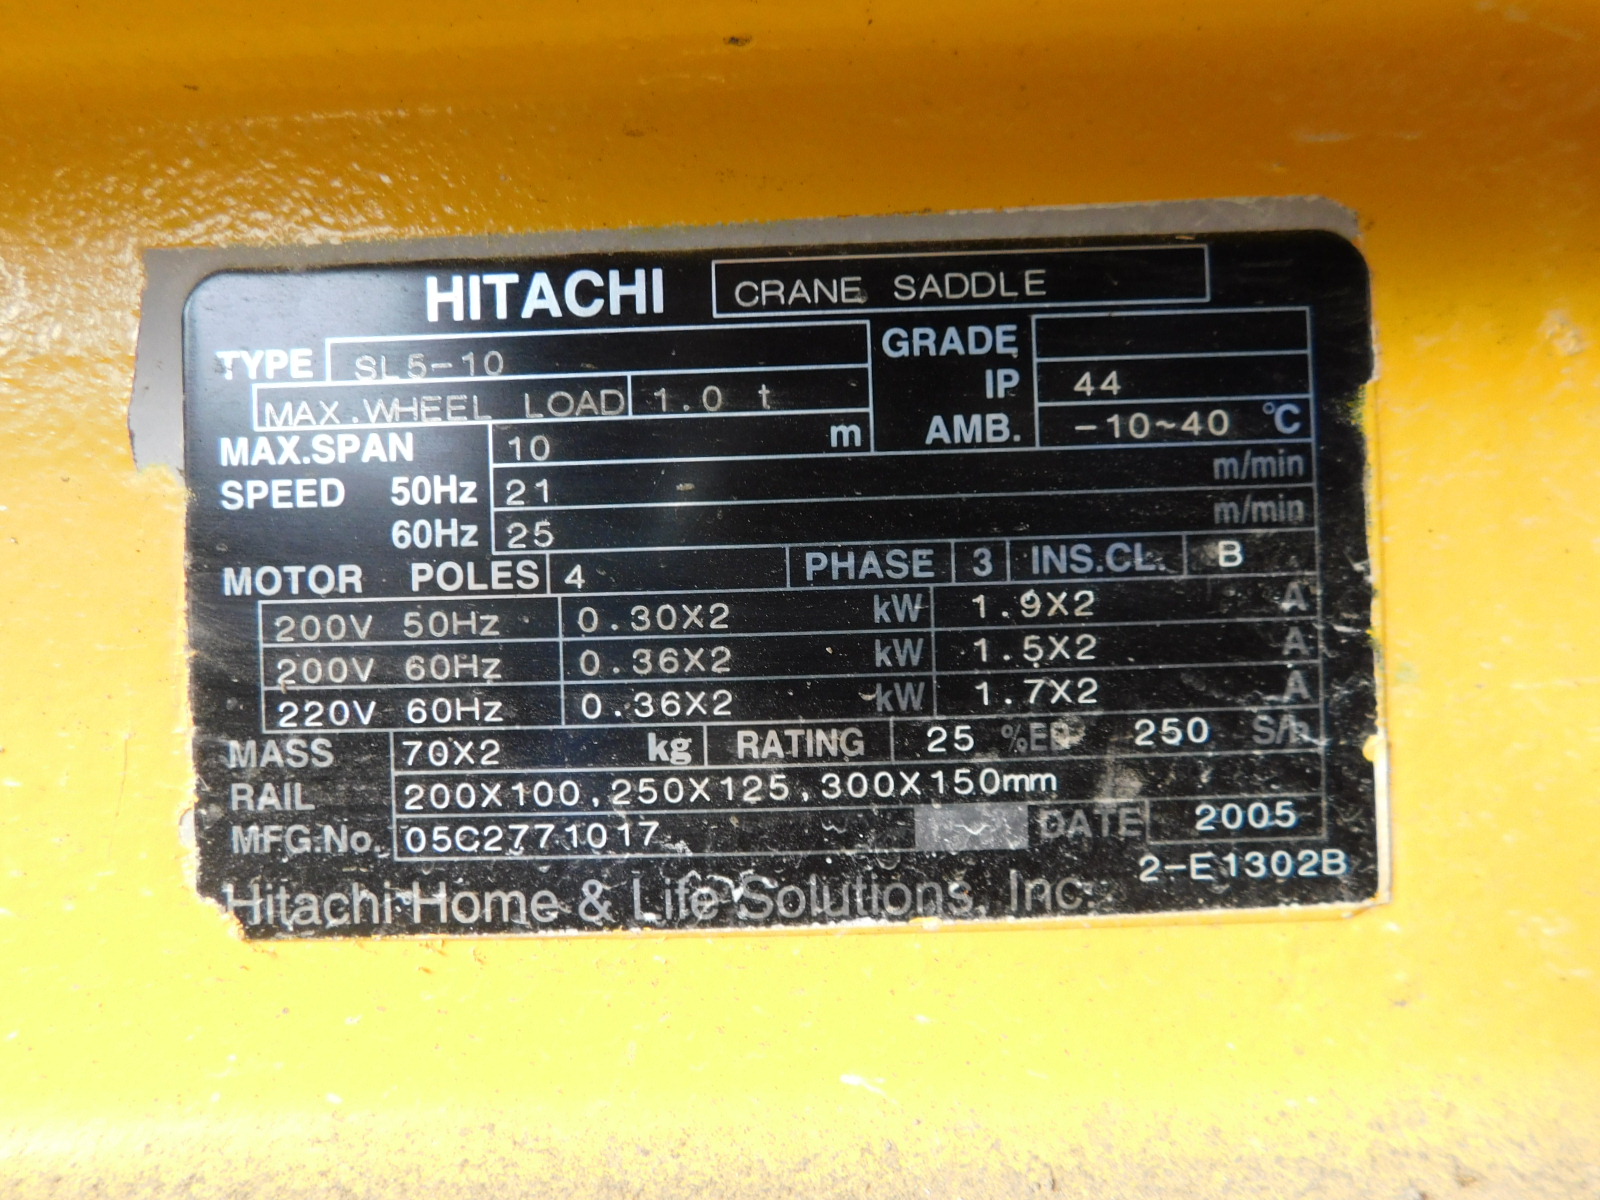 HITACHI CRANE SADDLE
TYPE SL5-10 GRADE
MAX.WHEEL LOAD 1.0 t IP 44
MAX.SPAN 10 m AMB. -10~40 °C
SPEED 50Hz 21 m/min
60Hz 25 m/min
MOTOR POLES 4 PHASE 3 INS.CL. B
200V 50Hz 0.30X2 kW 1.9X2 A
200V 60Hz 0.36X2 kW 1.5X2 A
220V 60Hz 0.36X2 kW 1.7X2 A
MASS 70X2 kg RATING 25 %ED 250 S/h
RAIL 200X100,250X125,300X150mm
MFG.No. 05C2771017 DATE 2005
2-E1302B
Hitachi Home & Life Solutions, Inc.